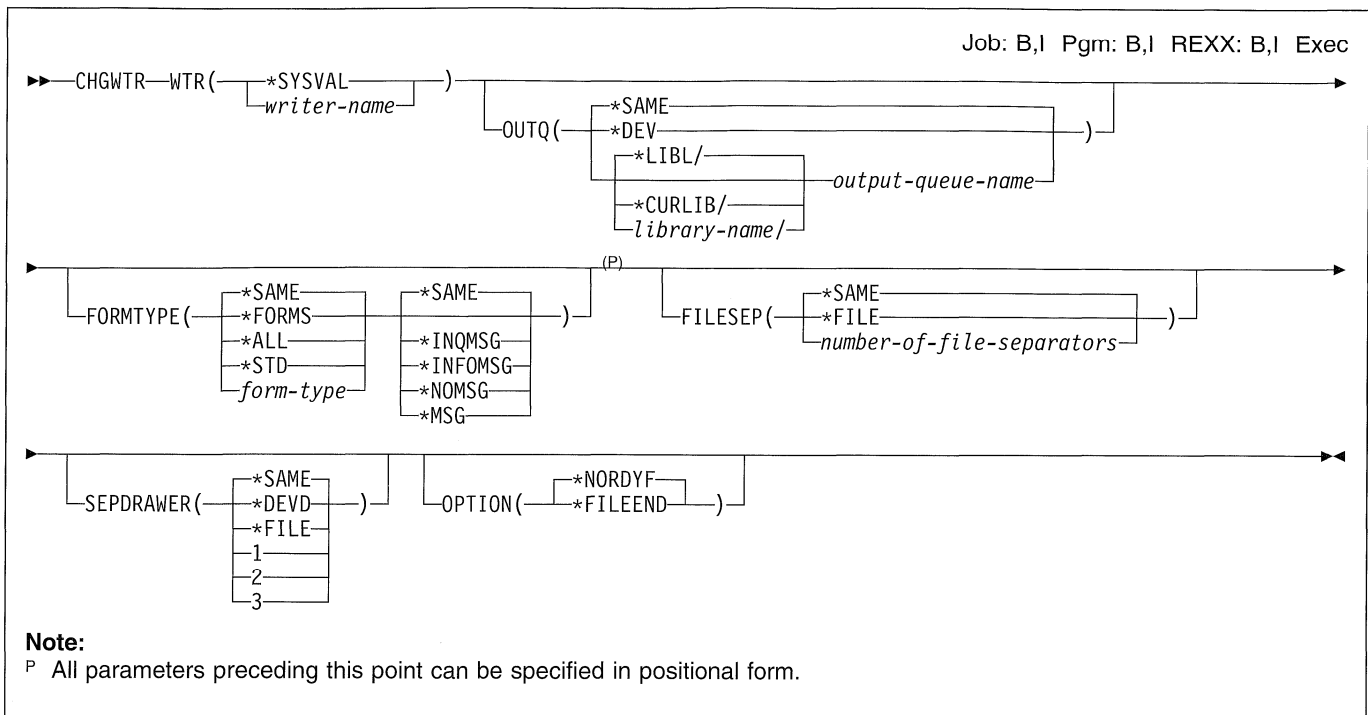 Job: B,I Pgm: B,I REXX: B,I Exec
CHGWTR WTR( *SYSVAL )
writer-name
OUTQ( *SAME )
*DEV
*LIBL/ output-queue-name
*CURLIB/
library-name/
(P)
FORMTYPE( *SAME *SAME )
*FORMS
*ALL *INQMSG
*STD *INFOMSG
form-type *NOMSG
*MSG
FILESEP( *SAME )
*FILE
number-of-file-separators
SEPDRAWER( *SAME )
*DEVD
*FILE
1
2
3
OPTION( *NORDYF )
*FILEEND
Note:
P All parameters preceding this point can be specified in positional form.